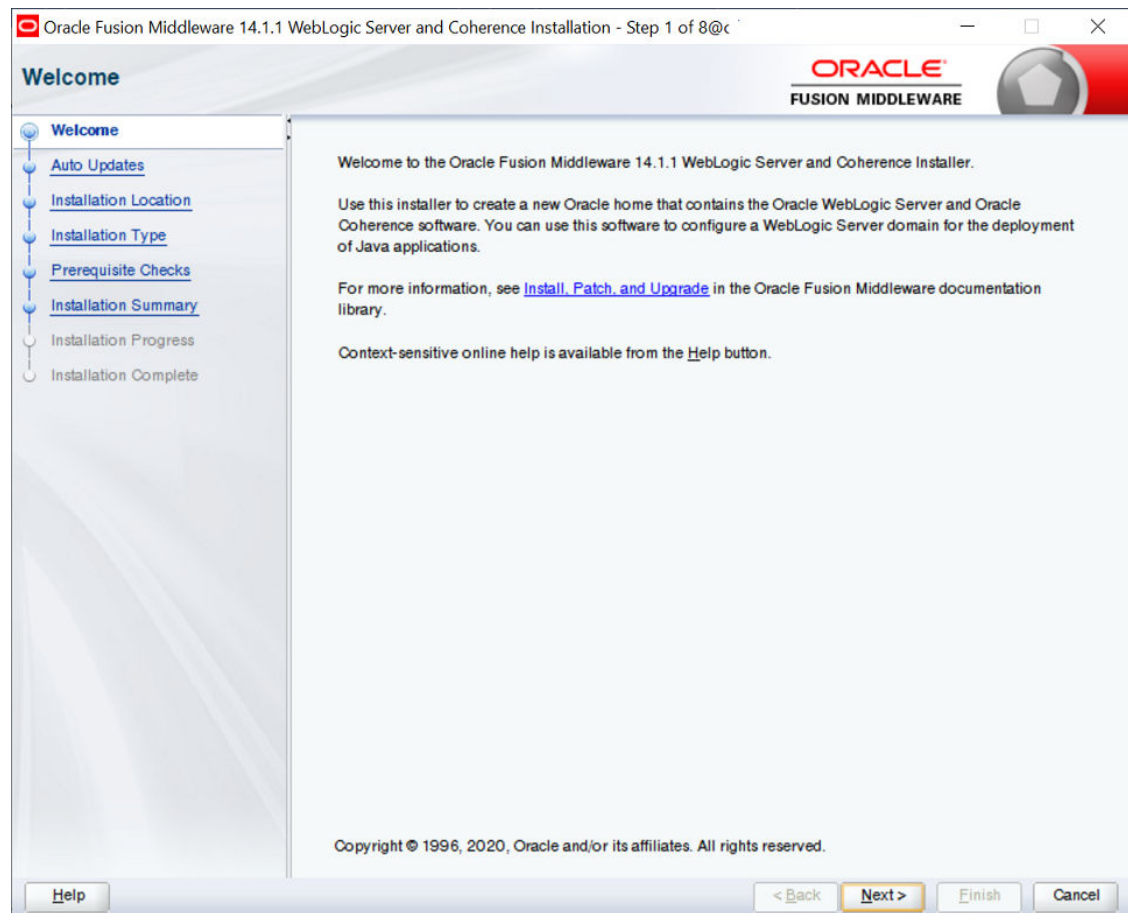 Oracle Fusion Middleware 14.1.1 WebLogic Server and Coherence Installation - Step 1 of 8@
Welcome
ORACLE
FUSION MIDDLEWARE
Welcome
Auto Updates
Installation Location
Installation Type
Prerequisite Checks
Installation Summary
Installation Progress
Installation Complete
Welcome to the Oracle Fusion Middleware 14.1.1 WebLogic Server and Coherence Installer.
Use this installer to create a new Oracle home that contains the Oracle WebLogic Server and Oracle
Coherence software. You can use this software to configure a WebLogic Server domain for the deployment
of Java applications.
For more information, see Install, Patch, and Upgrade in the Oracle Fusion Middleware documentation
library.
Context-sensitive online help is available from the Help button.
Copyright © 1996, 2020, Oracle and/or its affiliates. All rights reserved.
Help
< Back
Next >
Finish
Cancel